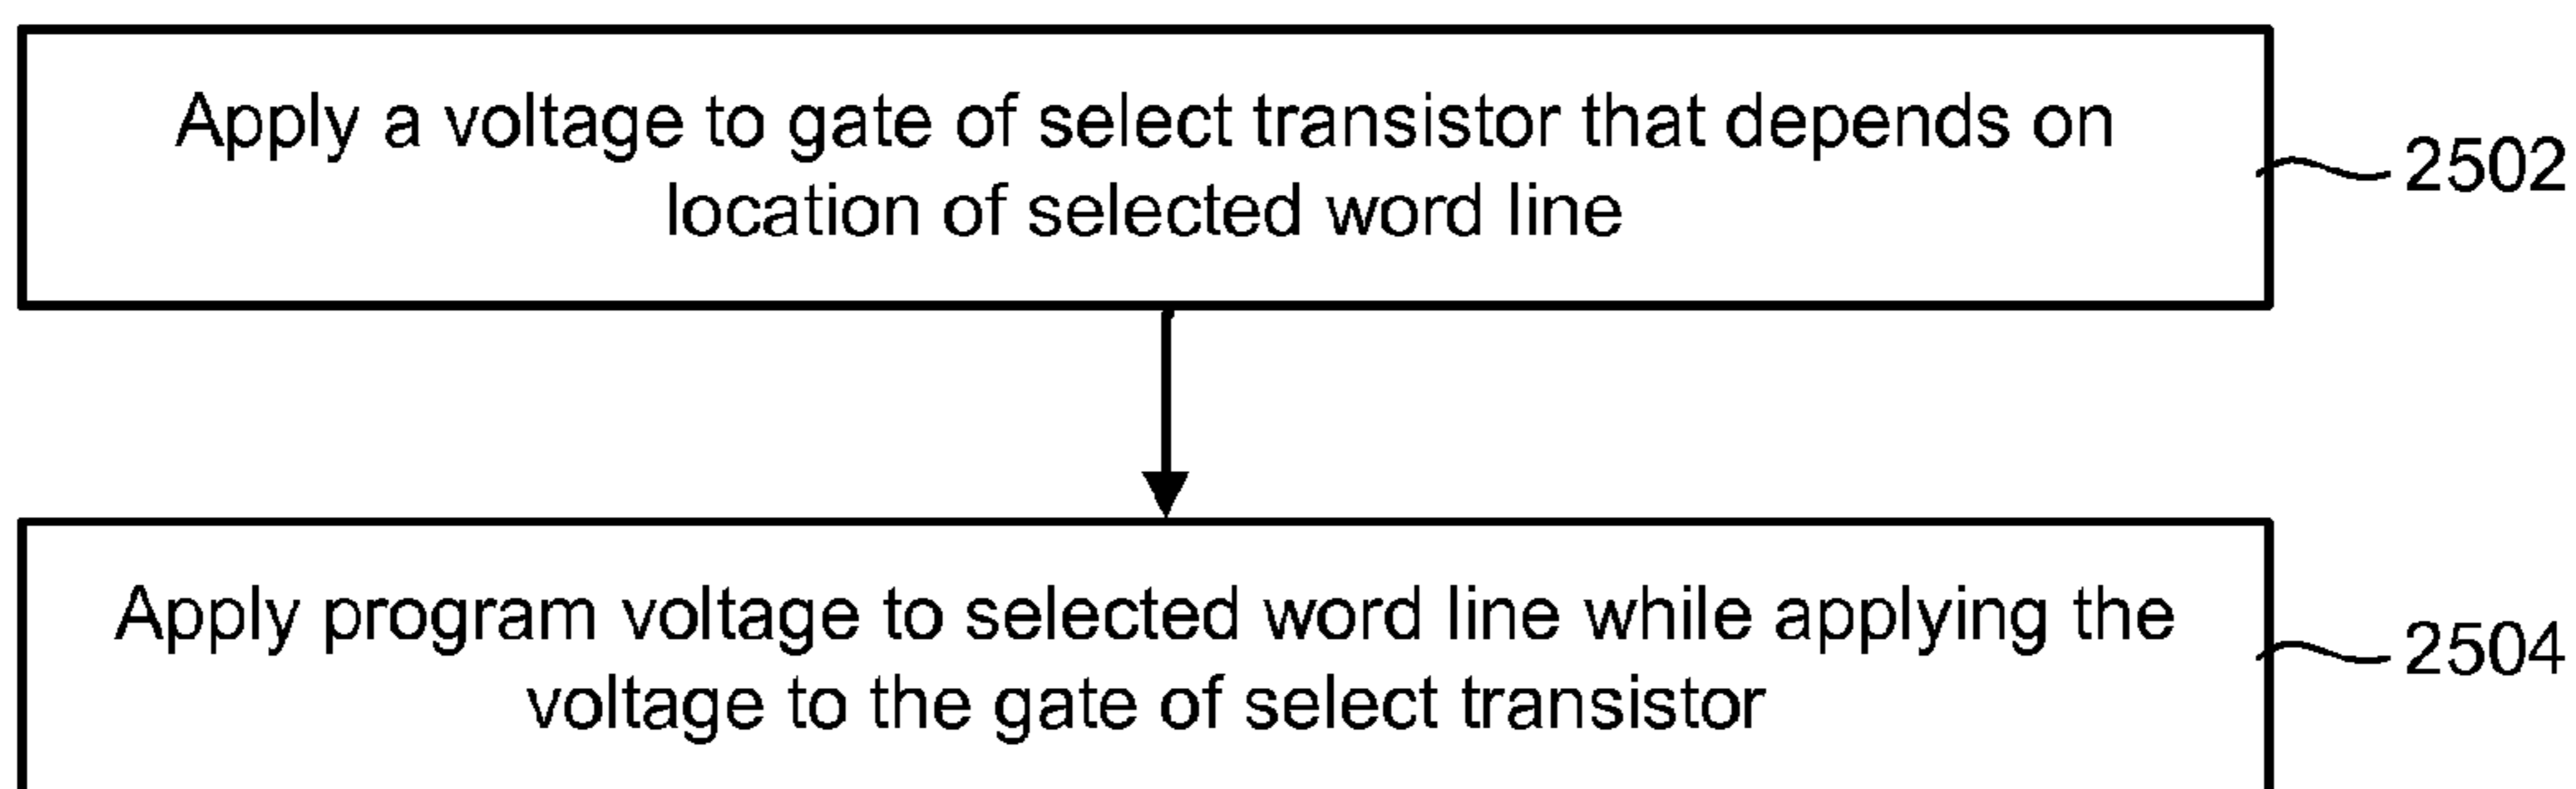 Apply a voltage to gate of select transistor that depends on
location of selected word line
2502
Apply program voltage to selected word line while applying the
voltage to the gate of select transistor
2504